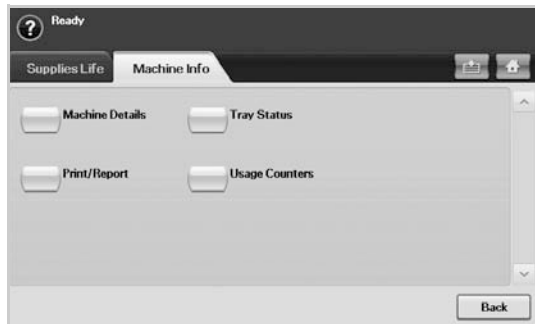 ? Ready
Supplies Life Machine Info
Machine Details Tray Status
Print/Report Usage Counters
Back